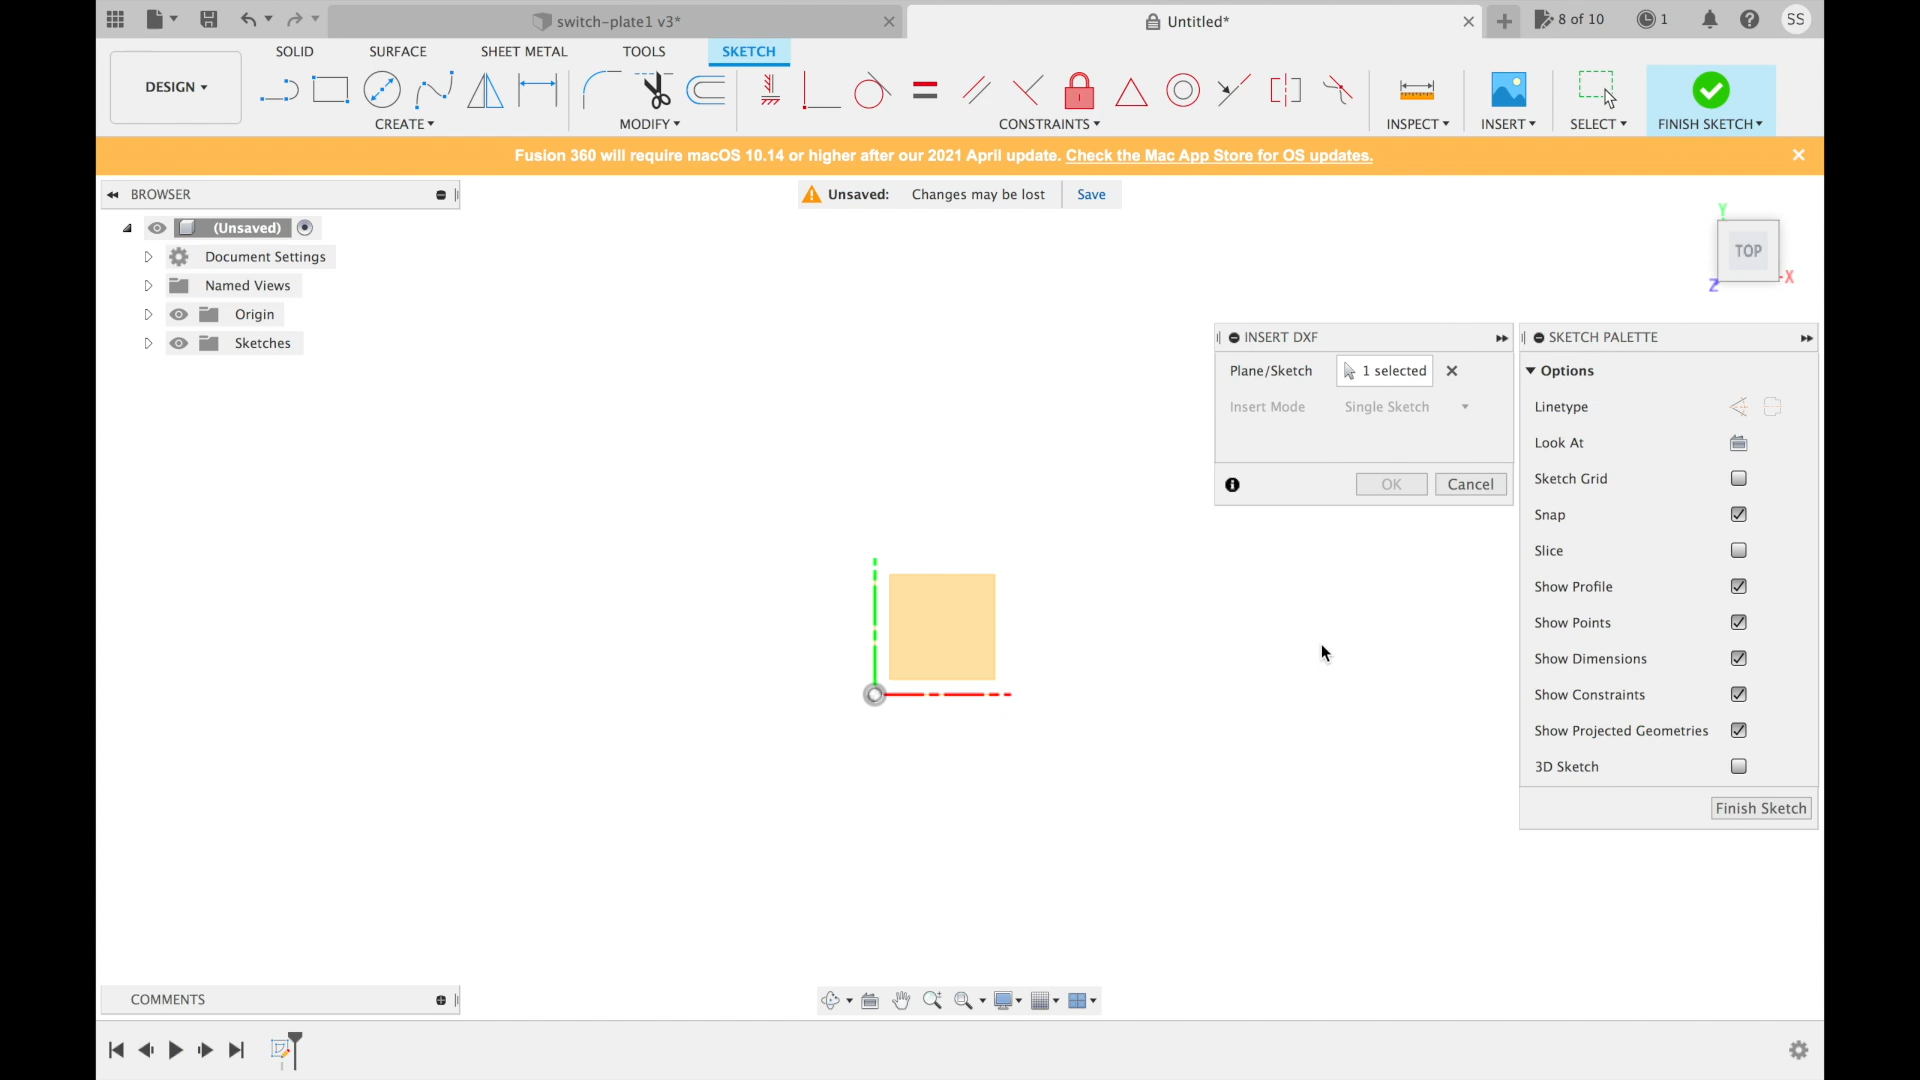 switch-plate1 v3*
Untitled*
8 of 10
1
SS
DESIGN
SOLID
SURFACE
SHEET METAL
TOOLS
SKETCH
CREATE
MODIFY
CONSTRAINTS
INSPECT
INSERT
SELECT
FINISH SKETCH
Fusion 360 will require macOS 10.14 or higher after our 2021 April update. Check the Mac App Store for OS updates.
BROWSER
Unsaved: Changes may be lost Save
(Unsaved)
Document Settings
Named Views
Origin
Sketches
Y
TOP
X
Z
INSERT DXF
Plane/Sketch 1 selected
Insert Mode Single Sketch
OK Cancel
SKETCH PALETTE
Options
Linetype
Look At
Sketch Grid
Snap
Slice
Show Profile
Show Points
Show Dimensions
Show Constraints
Show Projected Geometries
3D Sketch
Finish Sketch
COMMENTS